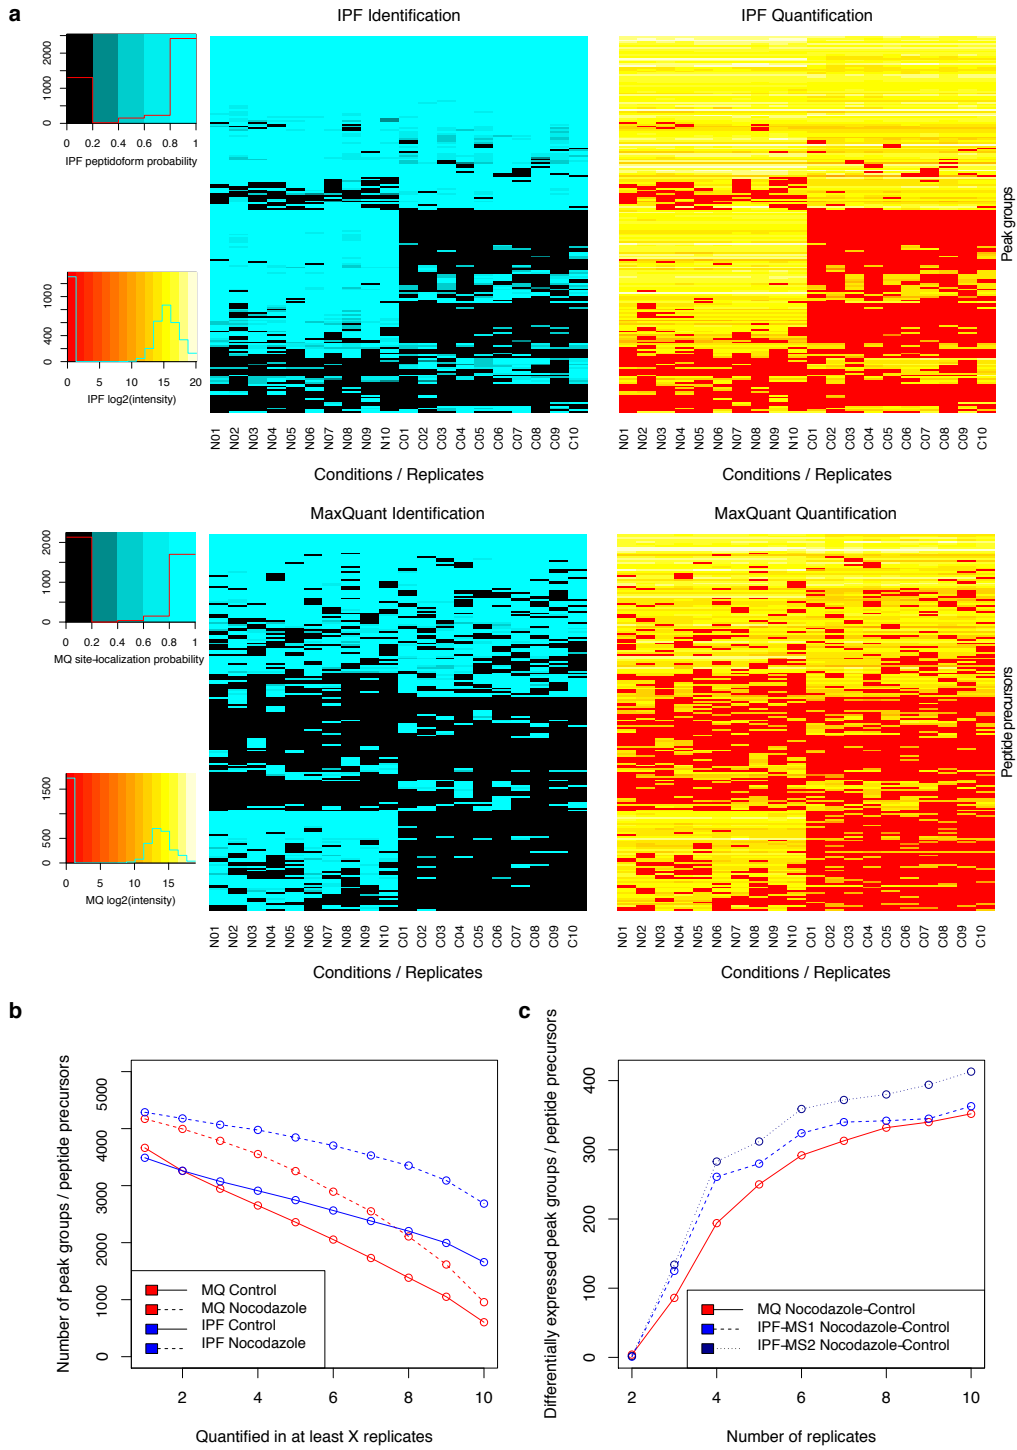 a
IPF Identification
IPF Quantification
0 1000 2000
0 0.2 0.4 0.6 0.8 1
IPF peptidoform probability
0 400 1000
0 5 10 15 20
IPF log2(intensity)
Peak groups
N01 N02 N03 N04 N05 N06 N07 N08 N09 N10 C01 C02 C03 C04 C05 C06 C07 C08 C09 C10
N01 N02 N03 N04 N05 N06 N07 N08 N09 N10 C01 C02 C03 C04 C05 C06 C07 C08 C09 C10
Conditions / Replicates
Conditions / Replicates
MaxQuant Identification
MaxQuant Quantification
0 1000 2000
0 0.2 0.4 0.6 0.8 1
MQ site-localization probability
0 500 1500
0 5 10 15
MQ log2(intensity)
Peptide precursors
N01 N02 N03 N04 N05 N06 N07 N08 N09 N10 C01 C02 C03 C04 C05 C06 C07 C08 C09 C10
N01 N02 N03 N04 N05 N06 N07 N08 N09 N10 C01 C02 C03 C04 C05 C06 C07 C08 C09 C10
Conditions / Replicates
Conditions / Replicates
b
Number of peak groups / peptide precursors
0 1000 2000 3000 4000 5000
MQ Control
MQ Nocodazole
IPF Control
IPF Nocodazole
2 4 6 8 10
Quantified in at least X replicates
c
Differentially expressed peak groups / peptide precursors
0 100 200 300 400
MQ Nocodazole-Control
IPF-MS1 Nocodazole-Control
IPF-MS2 Nocodazole-Control
2 4 6 8 10
Number of replicates